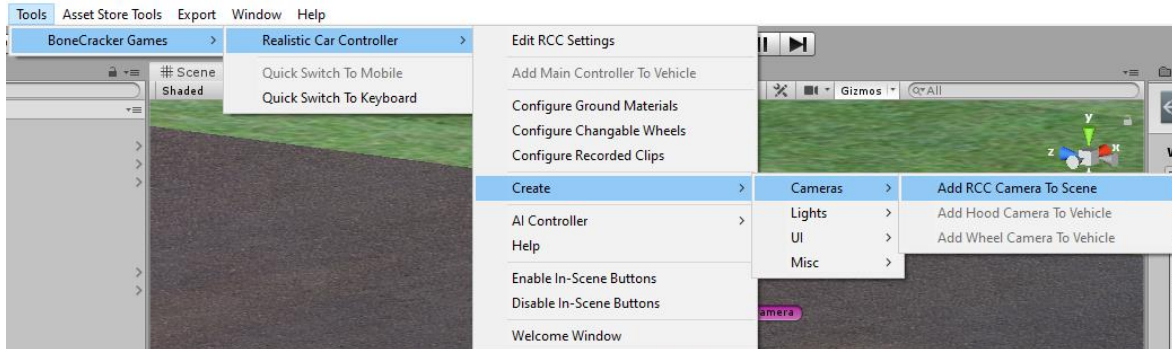 Tools Asset Store Tools Export Window Help
BoneCracker Games
Realistic Car Controller
Quick Switch To Mobile
Quick Switch To Keyboard
Edit RCC Settings
Add Main Controller To Vehicle
Configure Ground Materials
Configure Changable Wheels
Configure Recorded Clips
Create
AI Controller
Help
Enable In-Scene Buttons
Disable In-Scene Buttons
Welcome Window
Cameras
Lights
UI
Misc
Add RCC Camera To Scene
Add Hood Camera To Vehicle
Add Wheel Camera To Vehicle
# Scene
Shaded
Gizmos
All
y
z
x